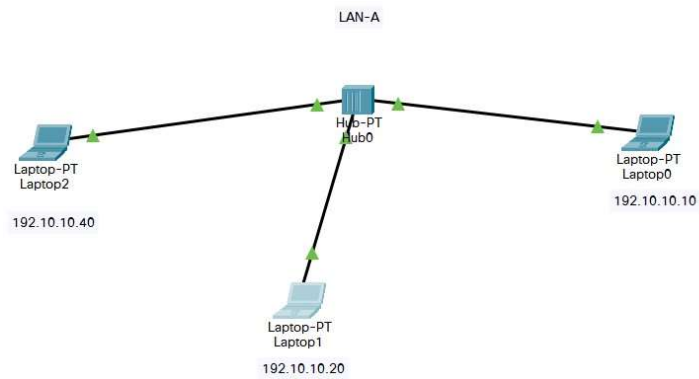 LAN-A
Hub-PT
Hub0
Laptop-PT
Laptop2
192.10.10.40
Laptop-PT
Laptop0
192.10.10.10
Laptop-PT
Laptop1
192.10.10.20